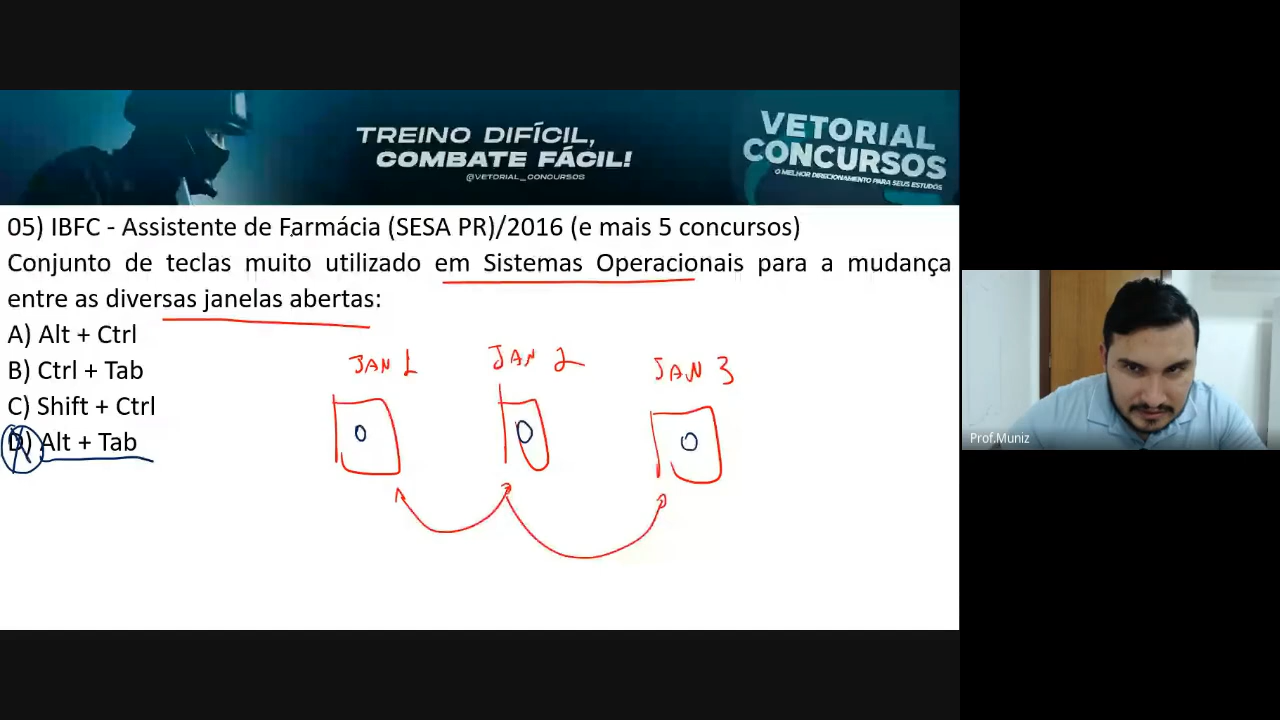 TREINO DIFÍCIL,
COMBATE FÁCIL!
@VETORIAL_CONCURSOS
VETORIAL
CONCURSOS
O MELHOR DIRECIONAMENTO PARA SEUS ESTUDOS
05) IBFC - Assistente de Farmácia (SESA PR)/2016 (e mais 5 concursos)
Conjunto de teclas muito utilizado em Sistemas Operacionais para a mudança
entre as diversas janelas abertas:
A) Alt + Ctrl
B) Ctrl + Tab
C) Shift + Ctrl
D) Alt + Tab
JAN 1 JAN 2 JAN 3
Prof.Muniz